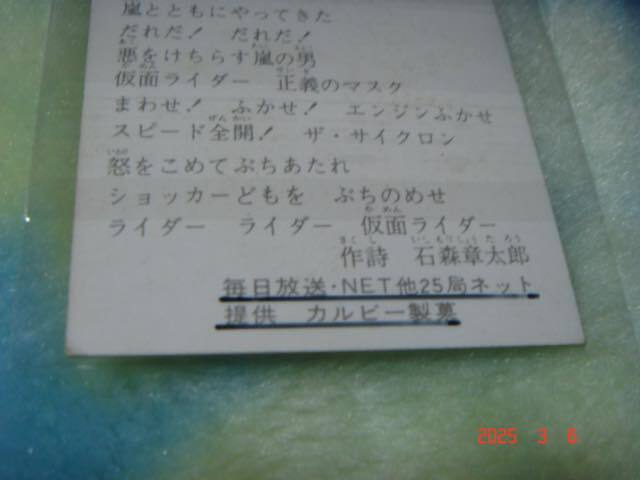 嵐とともにやってきた
だれだ！　だれだ！
悪をけちらす嵐の男
仮面ライダー　正義のマスク
まわせ！　ふかせ！　エンジンふかせ
スピード全開！　ザ・サイクロン
怒をこめてぶちあたれ
ショッカーどもを　ぶちのめせ
ライダー　ライダー　仮面ライダー
作詩　石森章太郎
毎日放送・NET他25局ネット
提供　カルビー製菓
2025 3 6